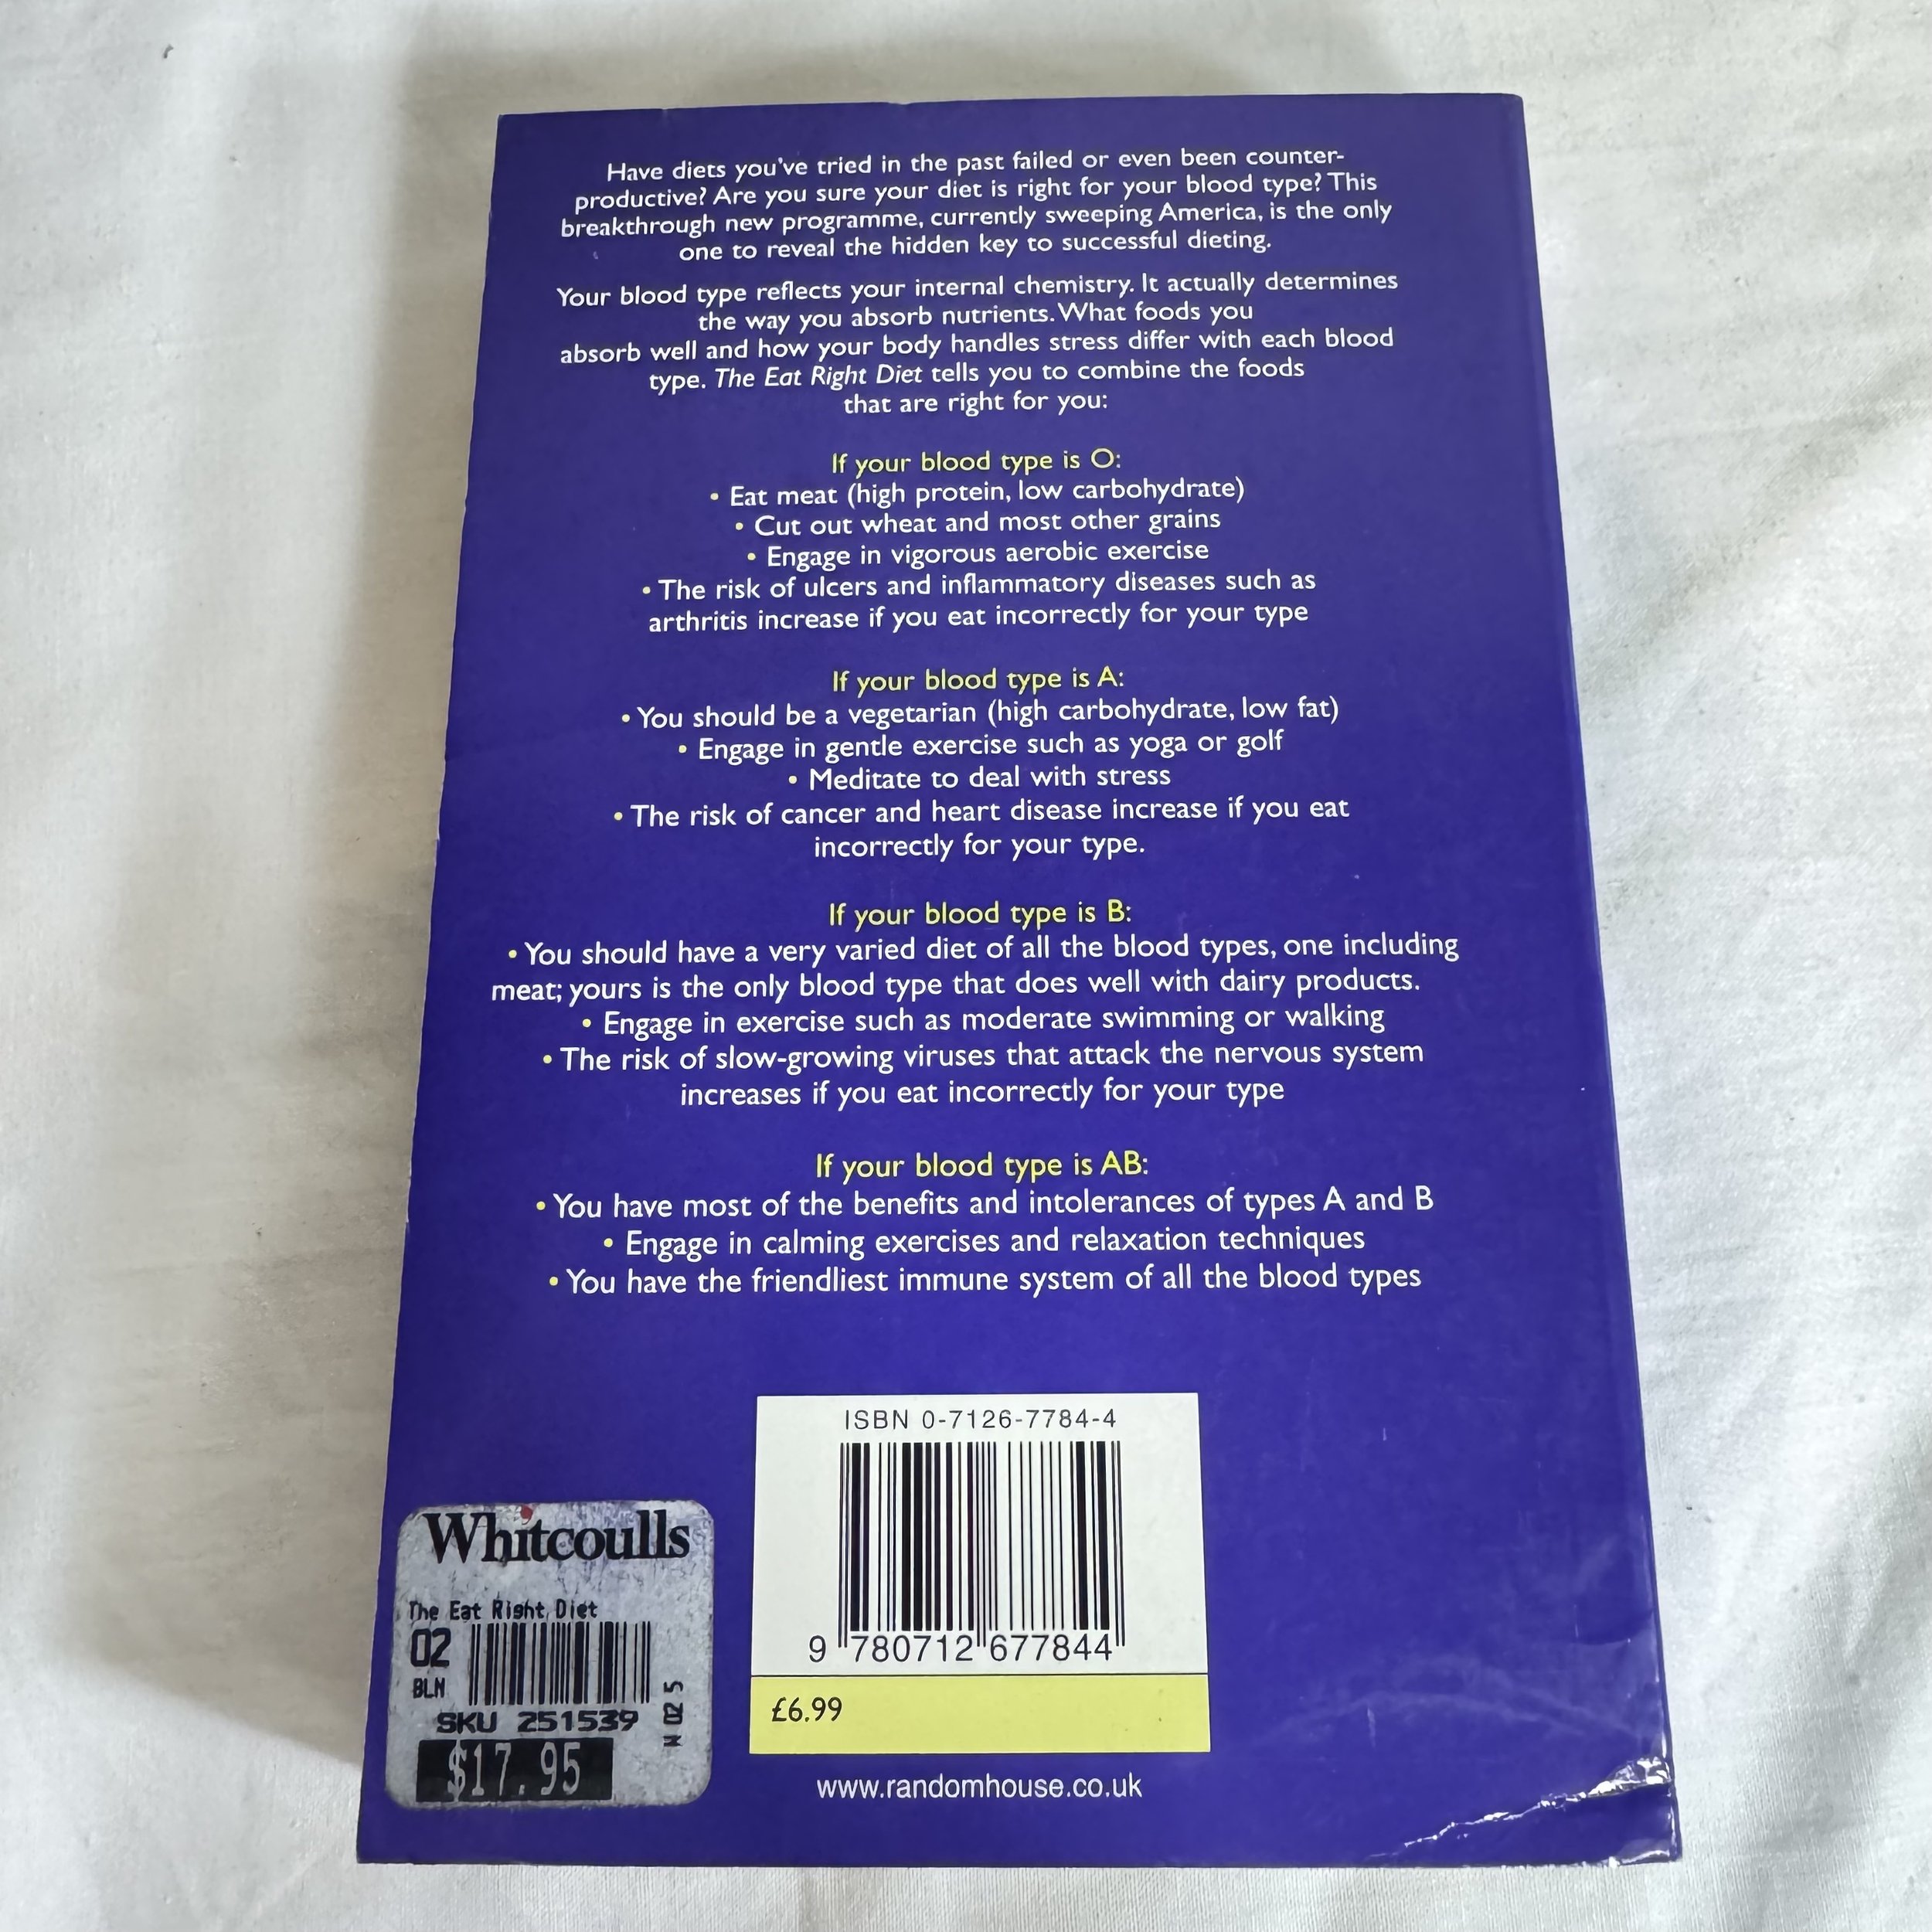 Have diets you've tried in the past failed or even been counter-
productive? Are you sure your diet is right for your blood type? This
breakthrough new programme, currently sweeping America, is the only
one to reveal the hidden key to successful dieting.
Your blood type reflects your internal chemistry. It actually determines
the way you absorb nutrients. What foods you
absorb well and how your body handles stress differ with each blood
type. The Eat Right Diet tells you to combine the foods
that are right for you:
If your blood type is O:
• Eat meat (high protein, low carbohydrate)
• Cut out wheat and most other grains
• Engage in vigorous aerobic exercise
• The risk of ulcers and inflammatory diseases such as
arthritis increase if you eat incorrectly for your type
If your blood type is A:
• You should be a vegetarian (high carbohydrate, low fat)
• Engage in gentle exercise such as yoga or golf
• Meditate to deal with stress
• The risk of cancer and heart disease increase if you eat
incorrectly for your type.
If your blood type is B:
• You should have a very varied diet of all the blood types, one including
meat; yours is the only blood type that does well with dairy products.
• Engage in exercise such as moderate swimming or walking
• The risk of slow-growing viruses that attack the nervous system
increases if you eat incorrectly for your type
If your blood type is AB:
• You have most of the benefits and intolerances of types A and B
• Engage in calming exercises and relaxation techniques
• You have the friendliest immune system of all the blood types
ISBN 0-7126-7784-4
9 780712 677844
£6.99
www.randomhouse.co.uk
Whitcoulls
The Eat Right Diet
02
BLN
SKU 251539
$17.95